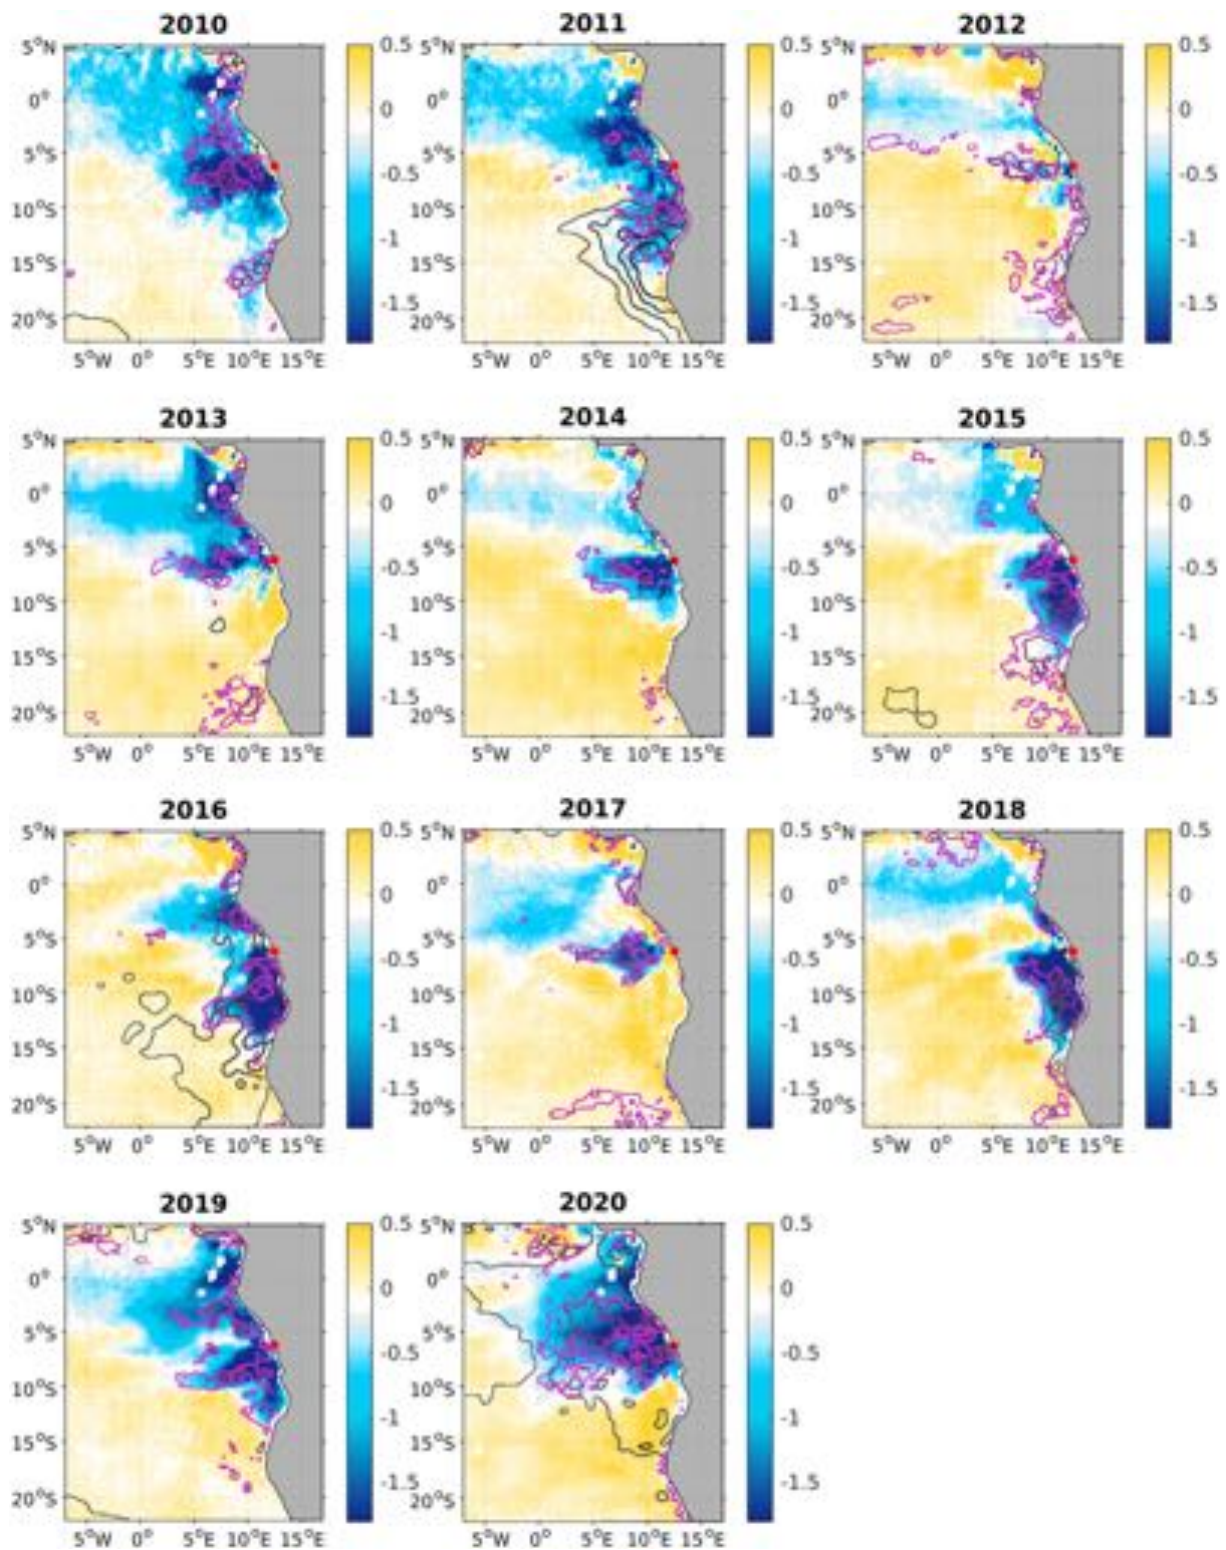 2010 2011 2012
5°N 0.5 5°N 0.5 5°N 0.5
0° 0 0° 0 0° 0
5°S -0.5 5°S -0.5 5°S -0.5
10°S -1 10°S -1 10°S -1
15°S -1.5 15°S -1.5 15°S -1.5
20°S 20°S 20°S
5°W 0° 5°E 10°E 15°E 5°W 0° 5°E 10°E 15°E 5°W 0° 5°E 10°E 15°E
2013 2014 2015
5°N 0.5 5°N 0.5 5°N 0.5
0° 0 0° 0 0° 0
5°S -0.5 5°S -0.5 5°S -0.5
10°S -1 10°S -1 10°S -1
15°S -1.5 15°S -1.5 15°S -1.5
20°S 20°S 20°S
5°W 0° 5°E 10°E 15°E 5°W 0° 5°E 10°E 15°E 5°W 0° 5°E 10°E 15°E
2016 2017 2018
5°N 0.5 5°N 0.5 5°N 0.5
0° 0 0° 0 0° 0
5°S -0.5 5°S -0.5 5°S -0.5
10°S -1 10°S -1 10°S -1
15°S -1.5 15°S -1.5 15°S -1.5
20°S 20°S 20°S
5°W 0° 5°E 10°E 15°E 5°W 0° 5°E 10°E 15°E 5°W 0° 5°E 10°E 15°E
2019 2020
5°N 0.5 5°N 0.5
0° 0 0° 0
5°S -0.5 5°S -0.5
10°S -1 10°S -1
15°S -1.5 15°S -1.5
20°S 20°S
5°W 0° 5°E 10°E 15°E 5°W 0° 5°E 10°E 15°E